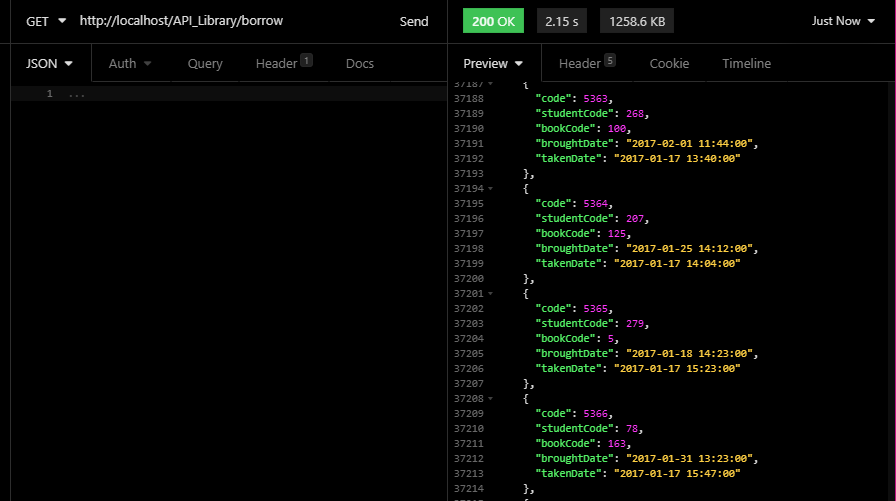 GET http://localhost/API_Library/borrow Send
200 OK 2.15 s 1258.6 KB Just Now
JSON Auth Query Header 1 Docs
Preview Header 5 Cookie Timeline
1 ...
37187 {
37188 "code": 5363,
37189 "studentCode": 268,
37190 "bookCode": 100,
37191 "broughtDate": "2017-02-01 11:44:00",
37192 "takenDate": "2017-01-17 13:40:00"
37193 },
37194 {
37195 "code": 5364,
37196 "studentCode": 207,
37197 "bookCode": 125,
37198 "broughtDate": "2017-01-25 14:12:00",
37199 "takenDate": "2017-01-17 14:04:00"
37200 },
37201 {
37202 "code": 5365,
37203 "studentCode": 279,
37204 "bookCode": 5,
37205 "broughtDate": "2017-01-18 14:23:00",
37206 "takenDate": "2017-01-17 15:23:00"
37207 },
37208 {
37209 "code": 5366,
37210 "studentCode": 78,
37211 "bookCode": 163,
37212 "broughtDate": "2017-01-31 13:23:00",
37213 "takenDate": "2017-01-17 15:47:00"
37214 },